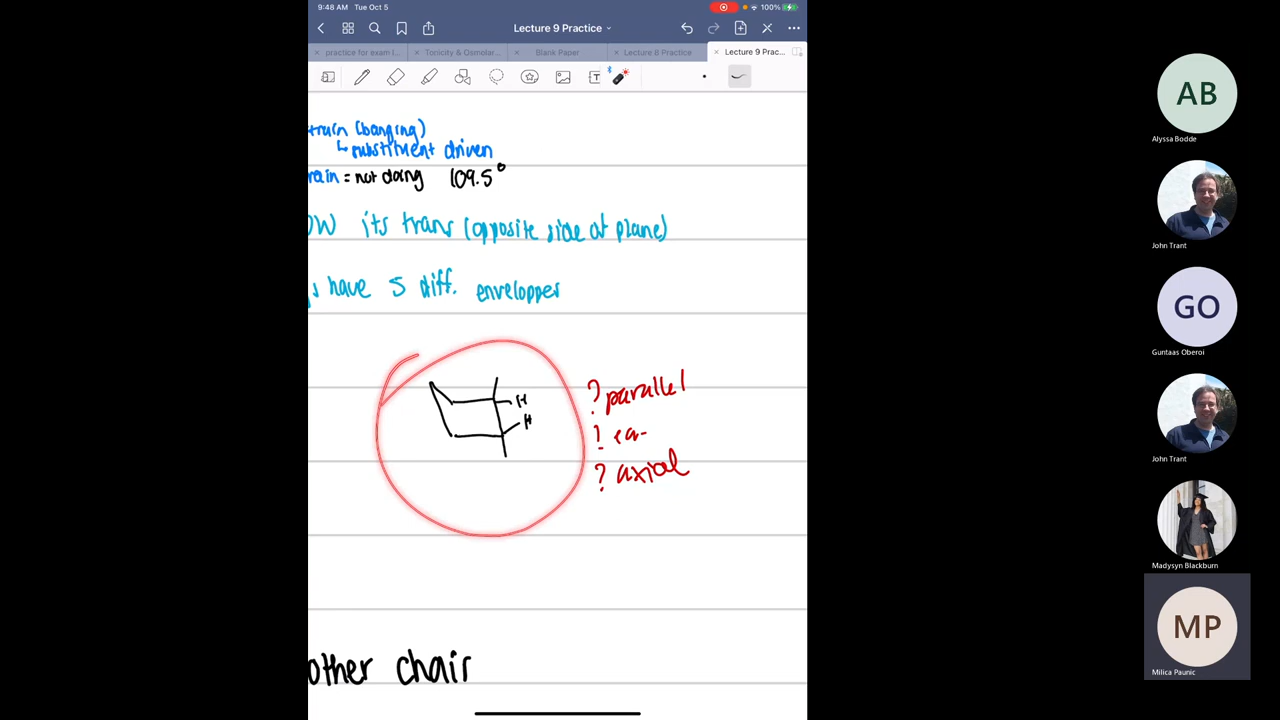 9:48 AM Tue Oct 5
100%
Lecture 9 Practice
practice for exam I...
Tonicity & Osmolar...
Blank Paper
Lecture 8 Practice
Lecture 9 Prac...
train (banging)
substituent driven
rain = not doing 109.5°
OW its trans (opposite side of plane)
gs have 5 diff. envelopper
H
H
? parallel
? ea-
? axial
other chair
AB
Alyssa Bodde
John Trant
GO
Guntaas Oberoi
John Trant
Madysyn Blackburn
MP
Milica Paunic